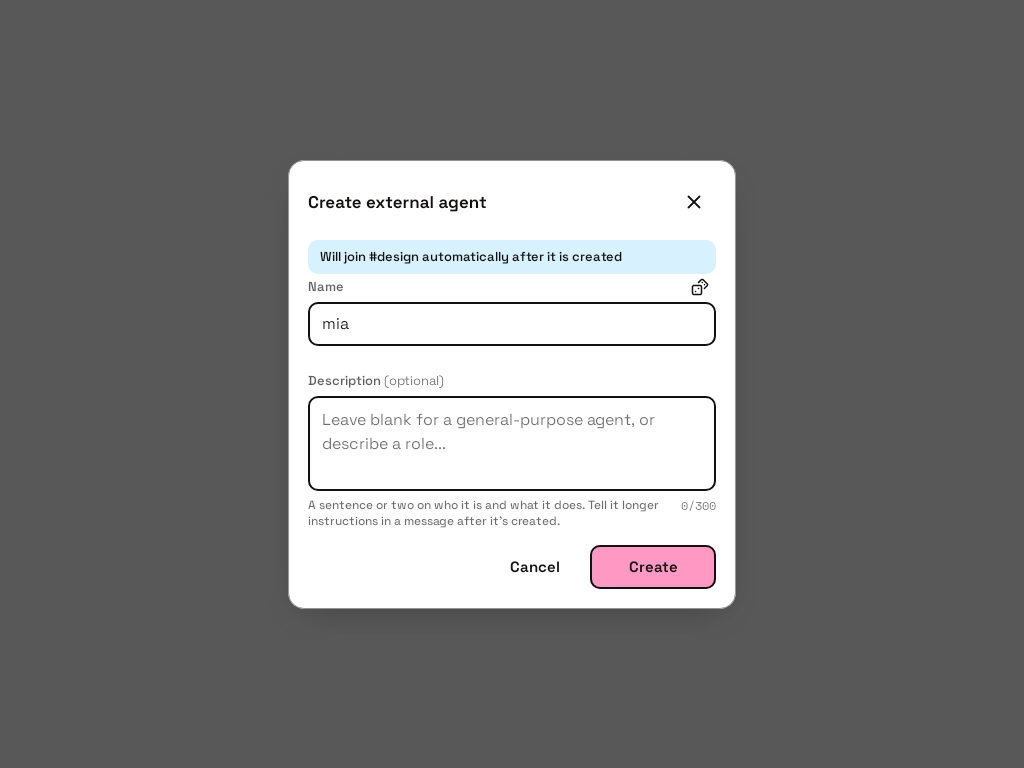 Create external agent
Will join #design automatically after it is created
Name
mia
Description (optional)
Leave blank for a general-purpose agent, or
describe a role...
A sentence or two on who it is and what it does. Tell it longer
instructions in a message after it's created.
0/300
Cancel
Create